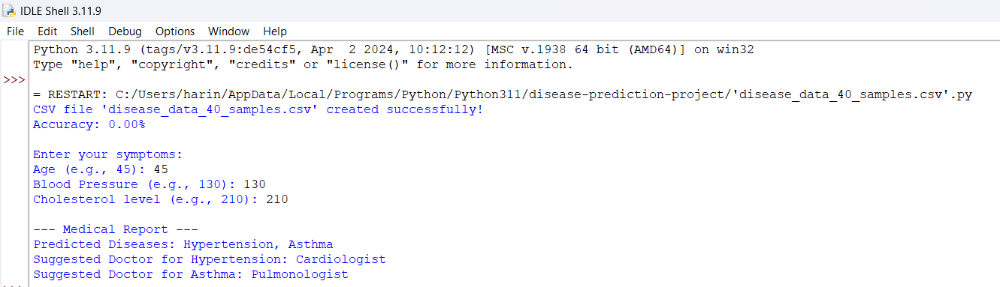 IDLE Shell 3.11.9
File Edit Shell Debug Options Window Help
Python 3.11.9 (tags/v3.11.9:de54cf5, Apr  2 2024, 10:12:12) [MSC v.1938 64 bit (AMD64)] on win32
Type "help", "copyright", "credits" or "license()" for more information.
>>>
= RESTART: C:/Users/harin/AppData/Local/Programs/Python/Python311/disease-prediction-project/'disease_data_40_samples.csv'.py
CSV file 'disease_data_40_samples.csv' created successfully!
Accuracy: 0.00%
Enter your symptoms:
Age (e.g., 45): 45
Blood Pressure (e.g., 130): 130
Cholesterol level (e.g., 210): 210
--- Medical Report ---
Predicted Diseases: Hypertension, Asthma
Suggested Doctor for Hypertension: Cardiologist
Suggested Doctor for Asthma: Pulmonologist